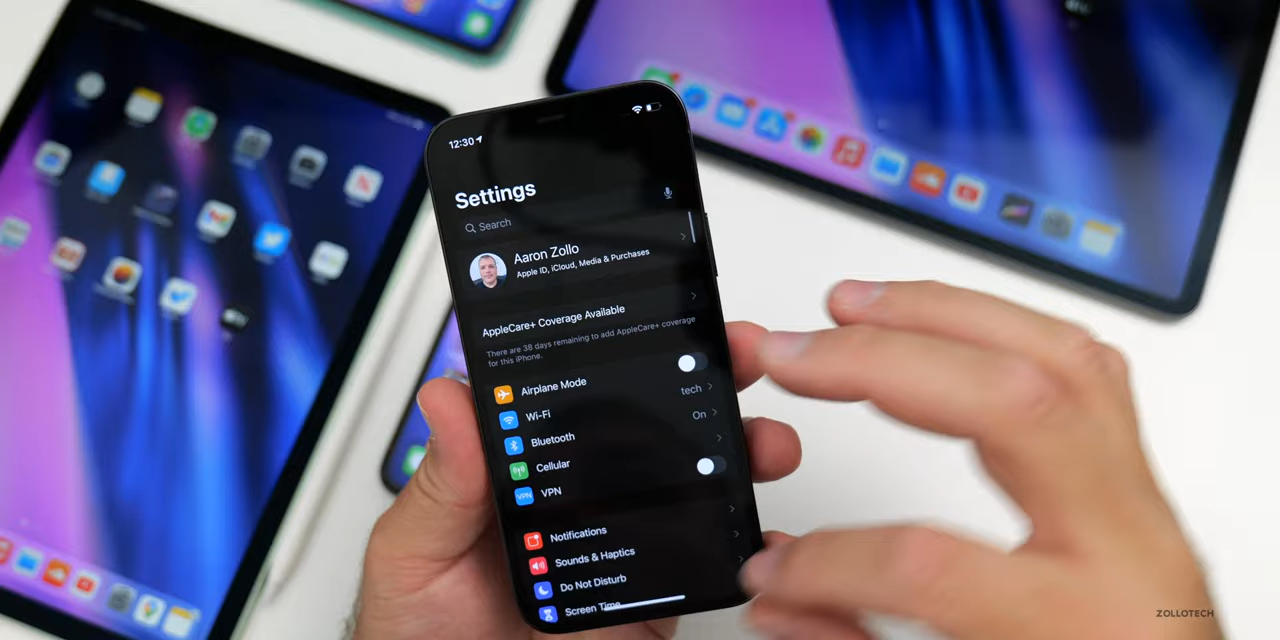 12:30
Settings
Search
Aaron Zollo
Apple ID, iCloud, Media & Purchases
AppleCare+ Coverage Available
There are 38 days remaining to add AppleCare+ coverage
for this iPhone.
Airplane Mode
Wi-Fi tech
Bluetooth On
Cellular
VPN VPN
Notifications
Sounds & Haptics
Do Not Disturb
Screen Time
ZOLLOTECH